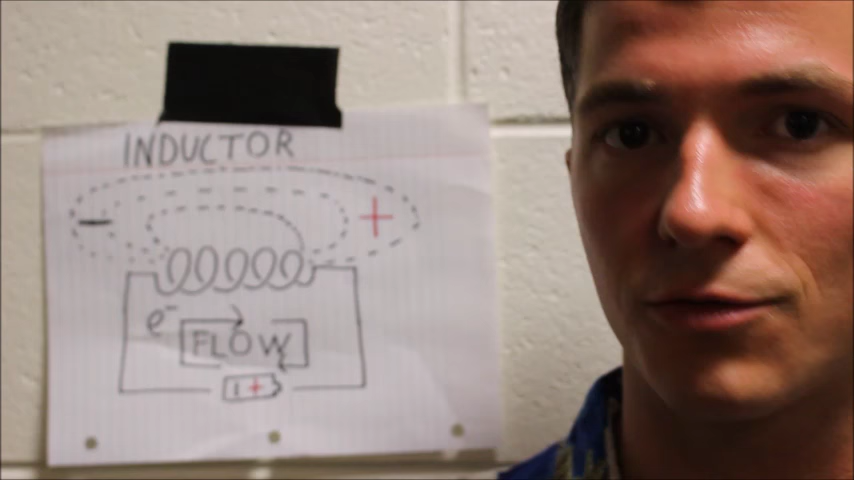 INDUCTOR
− +
e⁻
FLOW
| +